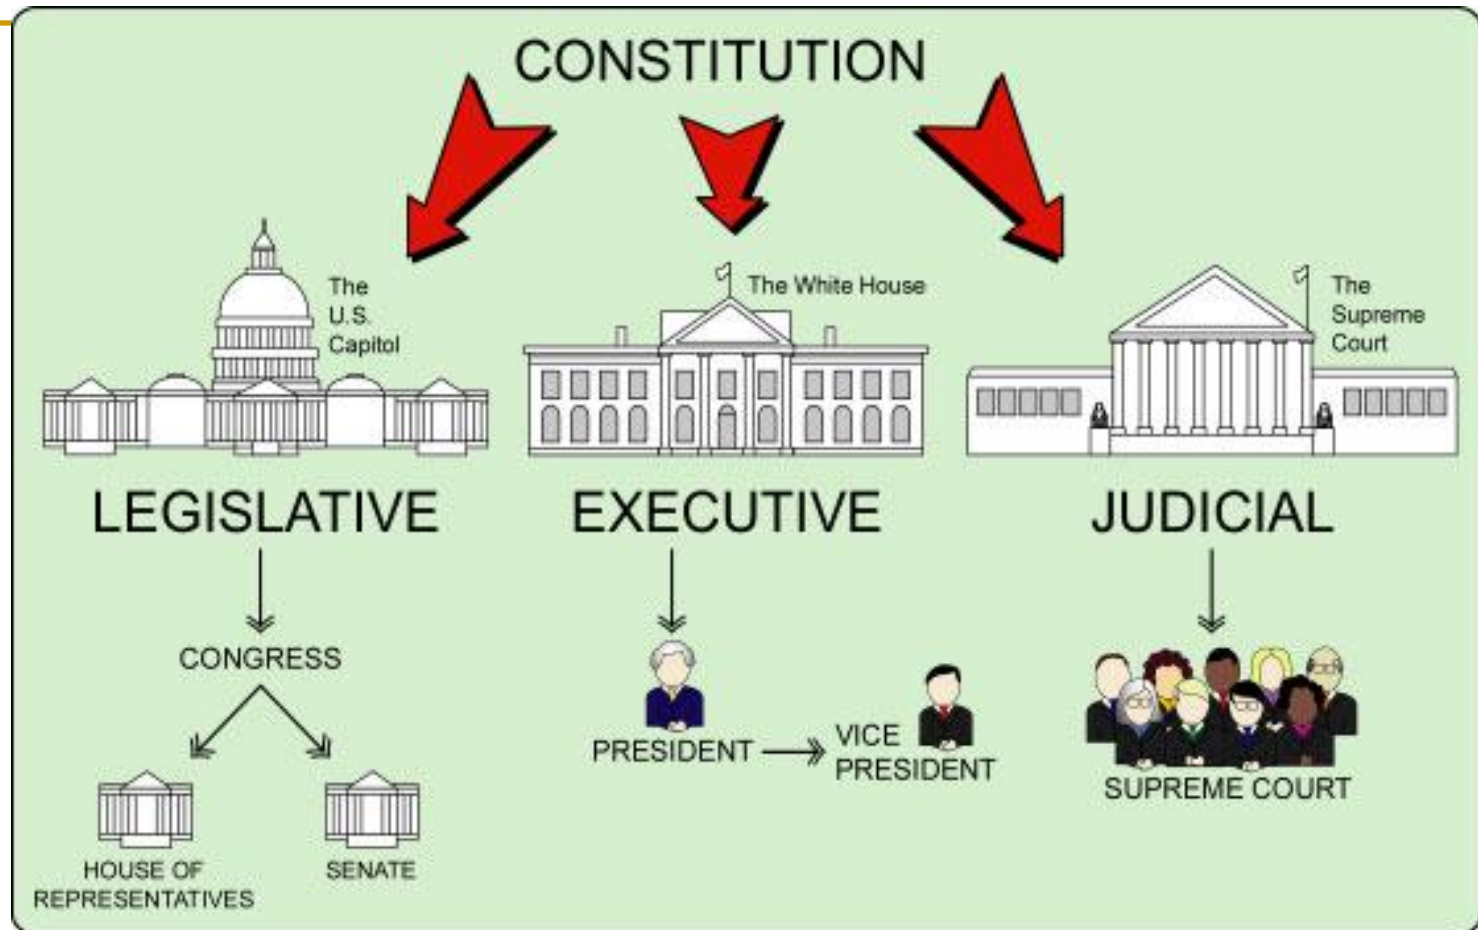 CONSTITUTION
The
U.S.
Capitol
The White House
The
Supreme
Court
LEGISLATIVE
EXECUTIVE
JUDICIAL
CONGRESS
HOUSE OF
REPRESENTATIVES
SENATE
PRESIDENT
VICE
PRESIDENT
SUPREME COURT